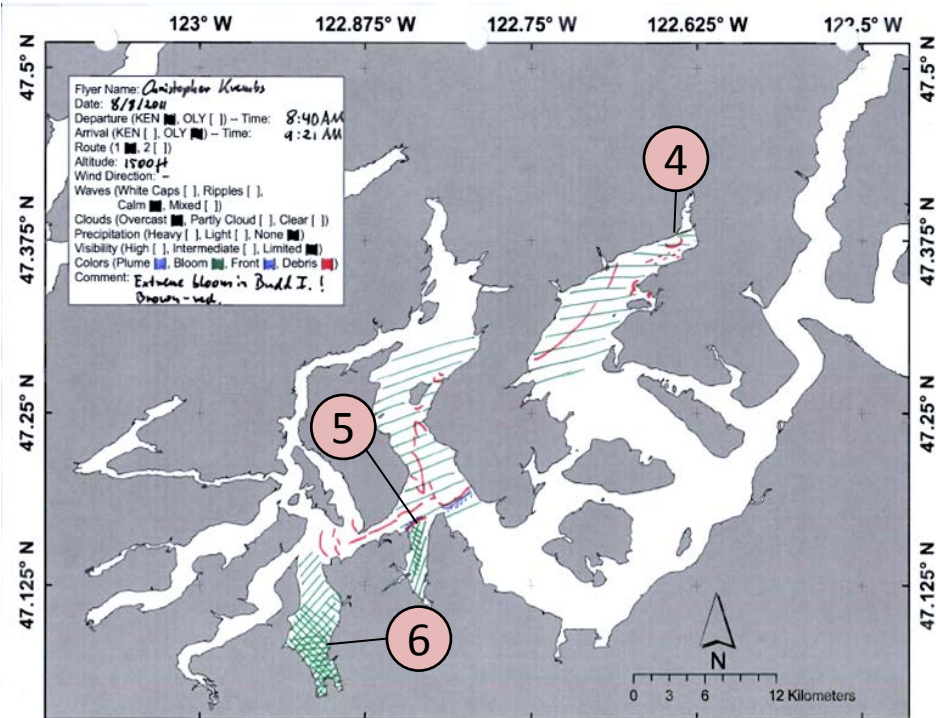 123° W 122.875° W 122.75° W 122.625° W 122.5° W
47.5° N 47.5° N
Flyer Name: Christopher Krembs
Date: 8/8/2011
Departure (KEN ■, OLY [ ]) -- Time: 8:40 AM
Arrival (KEN [ ], OLY ■) -- Time: 9:21 AM
Route (1 ■, 2 [ ])
Altitude: 1500ft
Wind Direction: -
Waves (White Caps [ ], Ripples [ ],
Calm ■, Mixed [ ])
Clouds (Overcast ■, Partly Cloud [ ], Clear [ ])
Precipitation (Heavy [ ], Light [ ], None ■)
Visibility (High [ ], Intermediate [ ], Limited ■)
Colors (Plume ■, Bloom ■, Front ■, Debris ■)
Comment: Extreme bloom in Budd I. !
Brown-red.
4
47.375° N 47.375° N
47.25° N 47.25° N
5
47.125° N 47.125° N
6
N
0 3 6 12 Kilometers